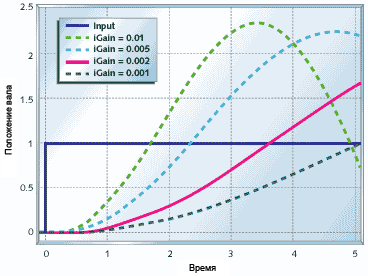 2.5
2
1.5
1
0.5
0
Input
iGain = 0.01
iGain = 0.005
iGain = 0.002
iGain = 0.001
Положение вала
0 1 2 3 4 5
Время